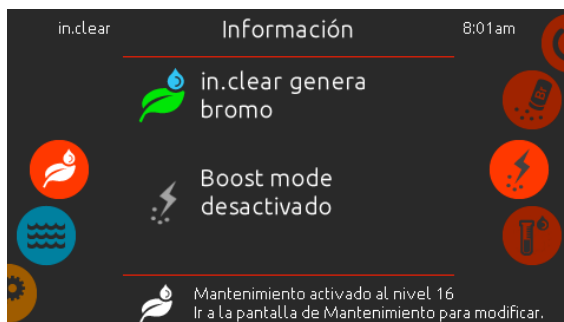 in.clear
Información
8:01am
in.clear genera
bromo
Boost mode
desactivado
Mantenimiento activado al nivel 16
Ir a la pantalla de Mantenimiento para modificar.
Br